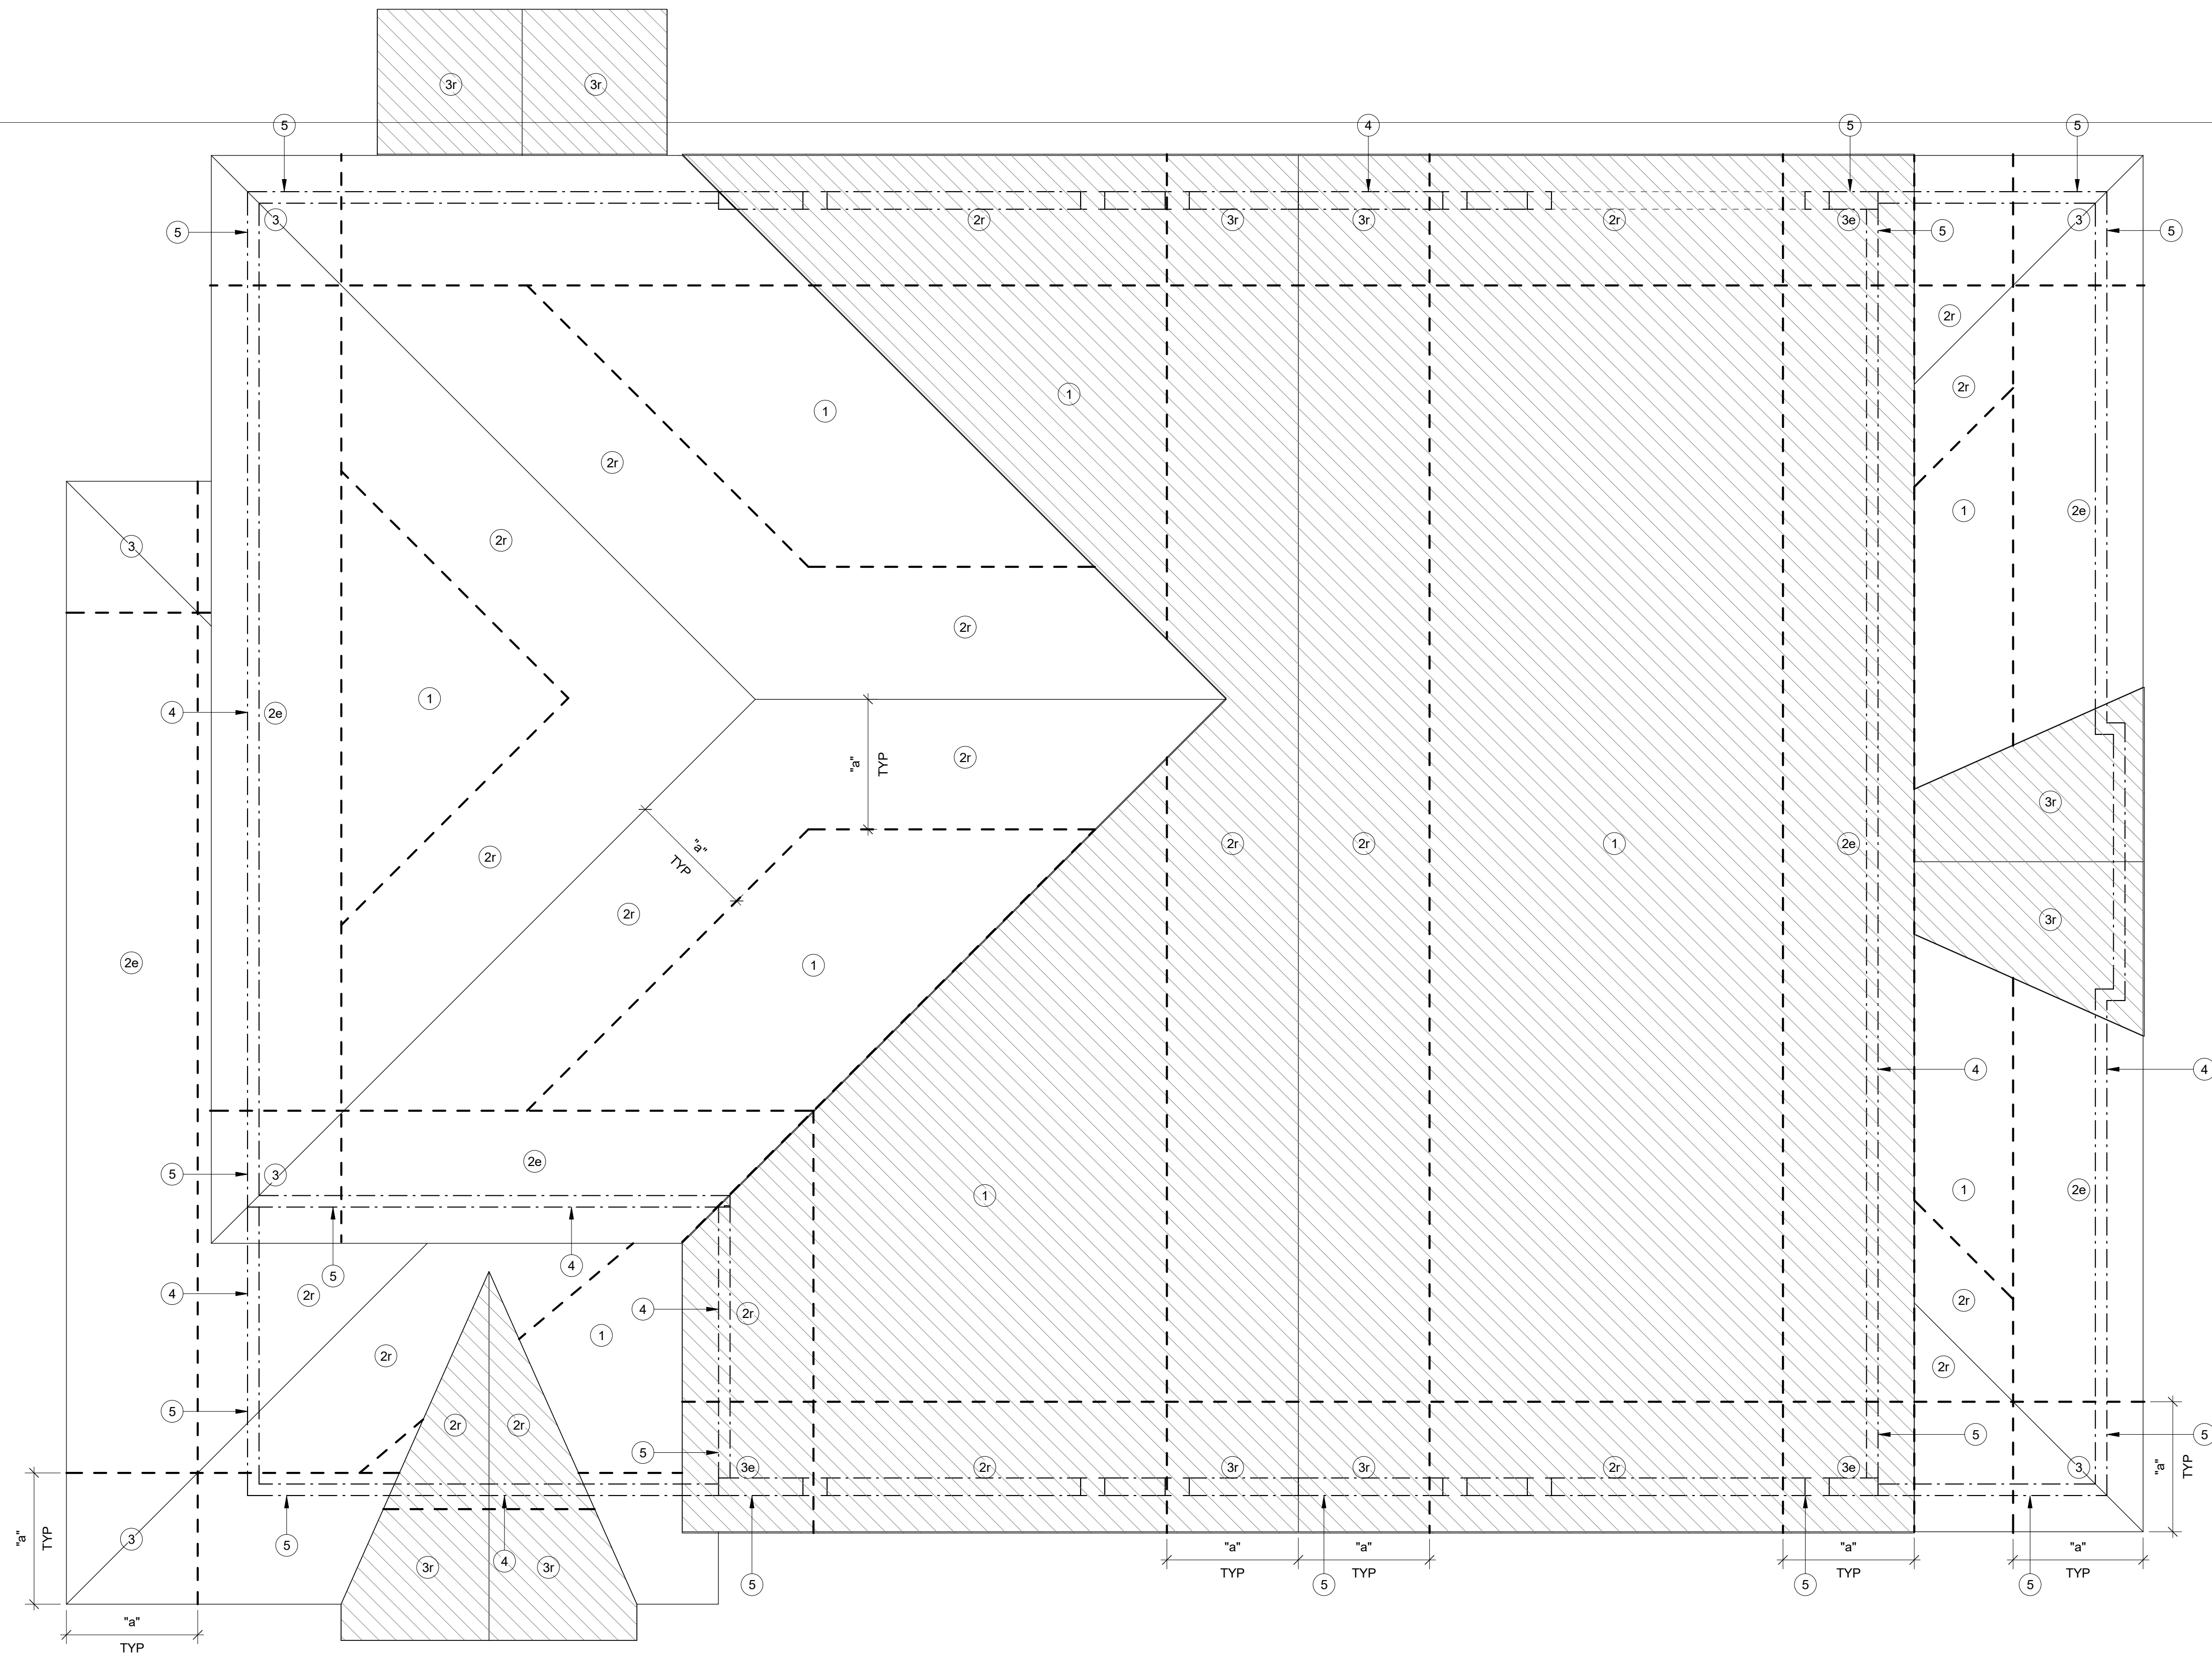 3r 3r
5 4 5 5
5 3 2r 3r 3r 2r 3e 5 3 5
2r
1 1 2r
2r 1 2e
3 2r
2r
1 4 2e
"a" TYP 2r
3r
2r 2r 1 2e
2r "a" TYP
2r 3r
2e 1
4 4
2e
5 3 1 1 2e
4 5 4
2r 4 2r 2r
1
2r 2r
5 2r 2r
5 5 5
3e 2r 3r 3r 2r 3e 3
"a" TYP
"a" TYP
3 5 3r 4 3r
"a" "a" "a" "a"
TYP TYP TYP TYP
5 5 5 5
"a"
TYP